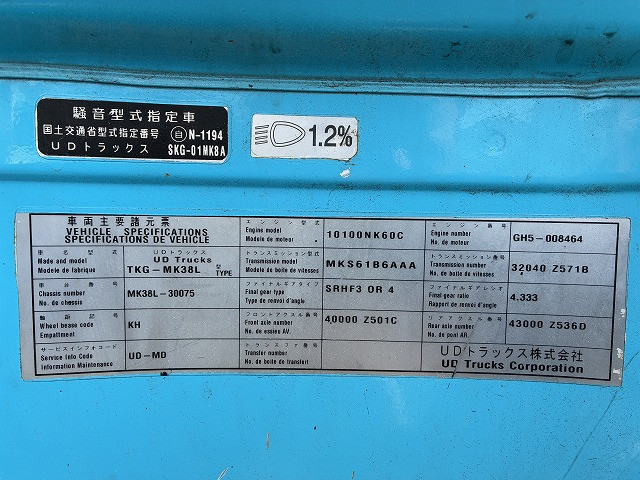 騒音型式指定車
国土交通省型式指定番号 自 N-1194
UDトラックス SKG-01MK8A
1.2%
車両主要諸元票
VEHICLE SPECIFICATIONS
SPECIFICATIONS DE VEHICLE
車名
Made and model
Modele de fabrique
UDトラックス
UD Trucks
TKG-MK38L 型 TYPE
車台番号
Chassis number
No. de chassis
MK38L-30075
軸距記号
Wheel base code
Empattement
KH
サービスインフォコード
Service Info Code
Information Maintenance
UD-MD
エンジン型式
Engine model
Modele de moteur
10100NK60C
トランスミッション型式
Transmission model
Modele de boite de vitesses
MKS61B6AAA
ファイナルギアタイプ
Final gear type
Type de renvoi d'angle
SRHF3 OR 4
フロントアクスル番号
Front axle number
No. de essieu AV.
40000 Z501C
トランスファ番号
Transfer number
No. de boite de transfert
エンジン番号
Engine number
No. de moteur
GH5-008464
トランスミッション番号
Transmission number
No. de boite de vitesses
32040 Z571B
ファイナルギアレシオ
Final gear ratio
Rapport de renvoi d'angle
4.333
リアアクスル番号
Rear axle number
No. de pont AR.
43000 Z536D
UDトラックス株式会社
UD Trucks Corporation